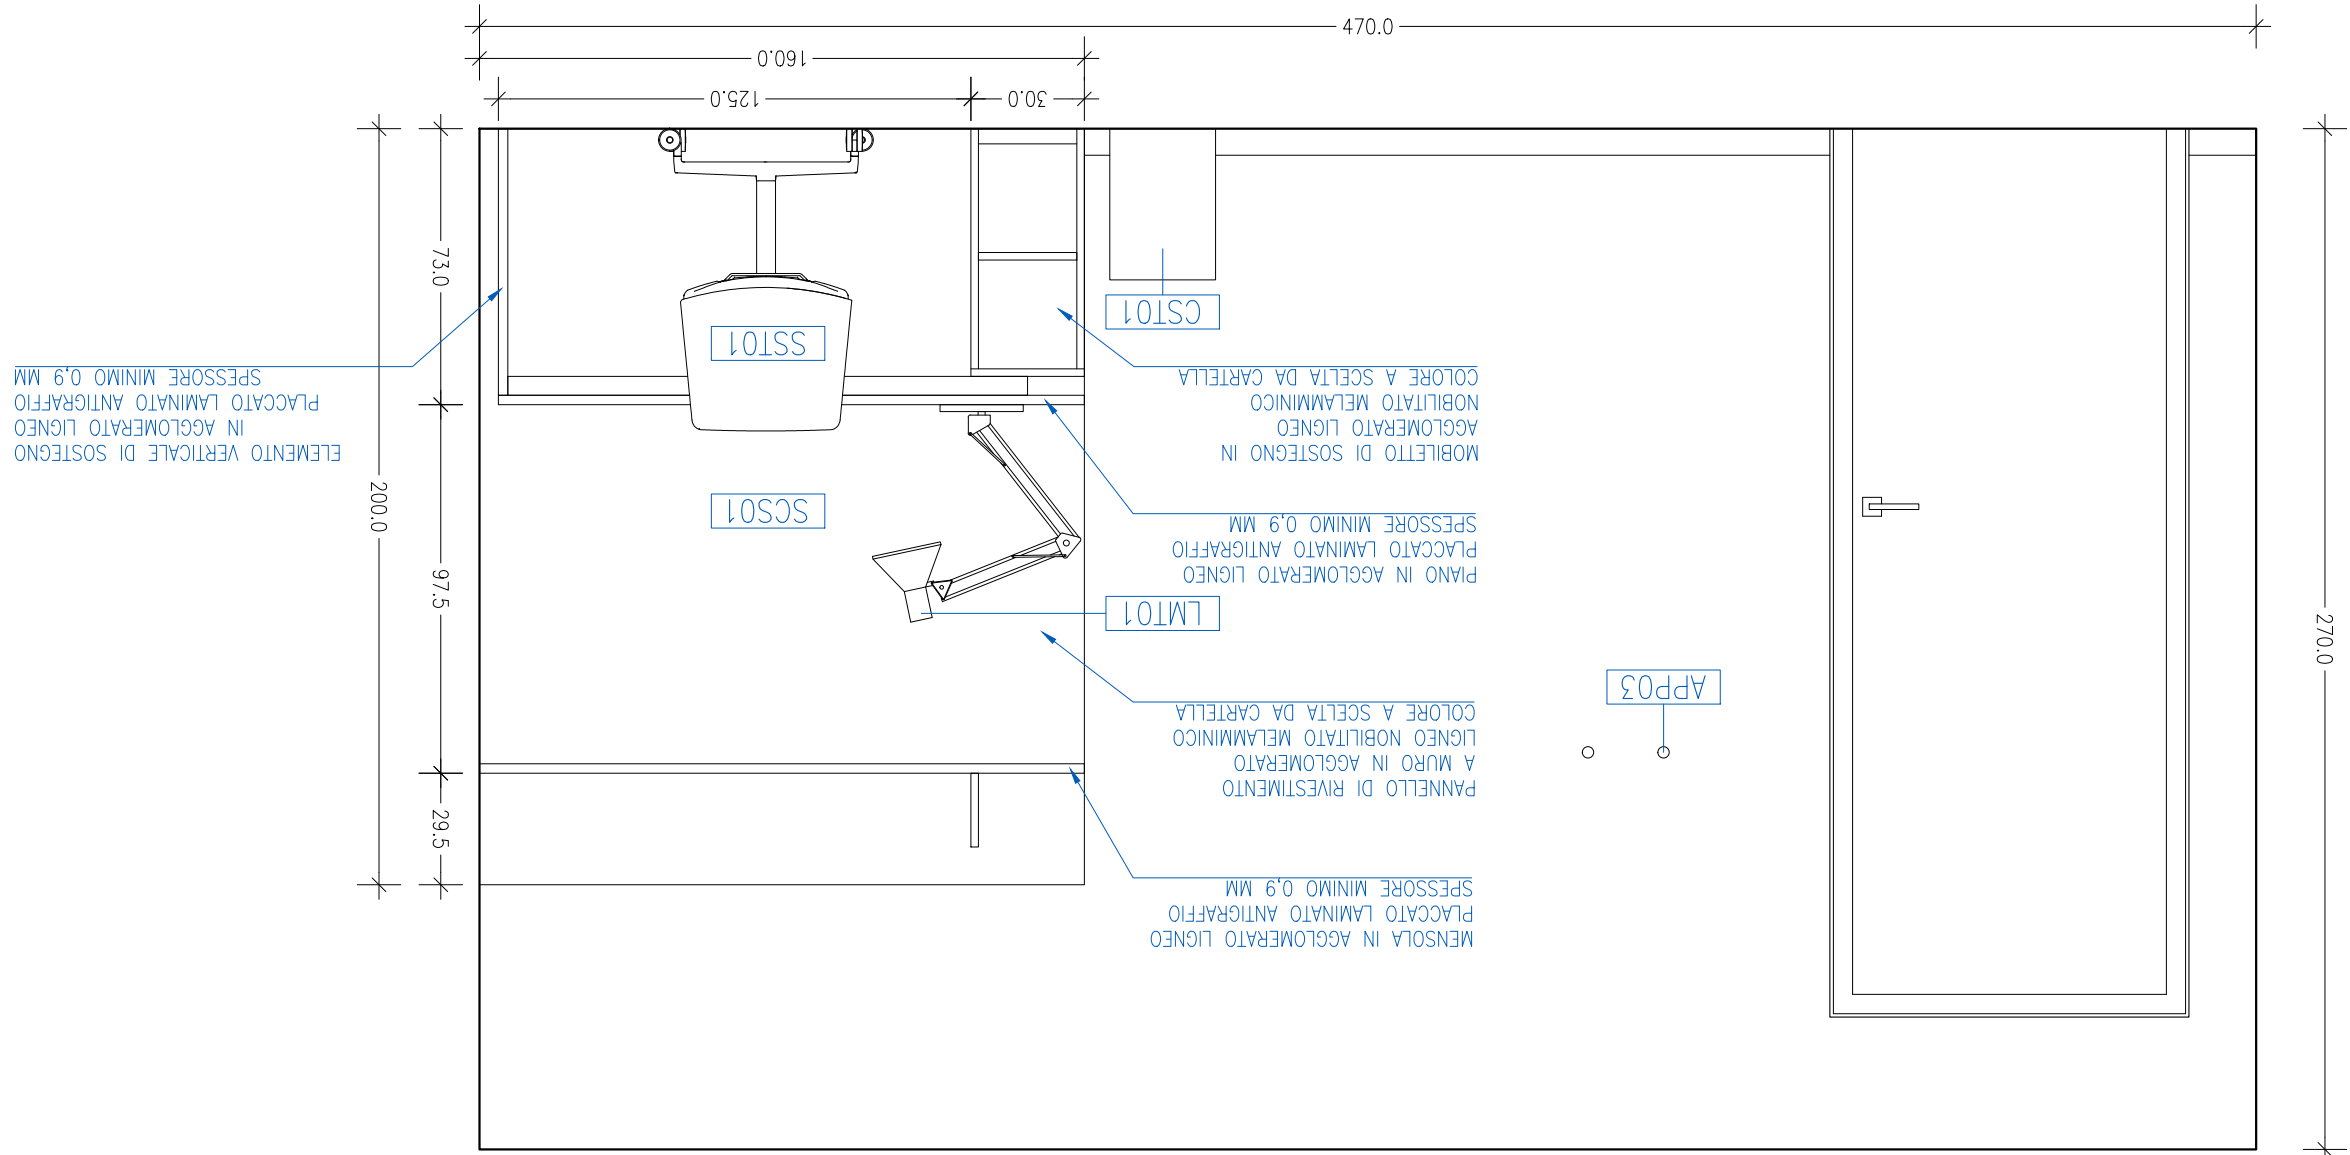 MENSOLA IN AGGLOMERATO LIGNEO
PLACCATO LAMINATO ANTIGRAFFIO
SPESSORE MINIMO 0,9 MM
29.5
PANNELLO DI RIVESTIMENTO
A MURO IN AGGLOMERATO
LIGNEO NOBILITATO MELAMMINICO
COLORE A SCELTA DA CARTELLA
APP03
270.0
LMT01
97.5
PIANO IN AGGLOMERATO LIGNEO
PLACCATO LAMINATO ANTIGRAFFIO
SPESSORE MINIMO 0,9 MM
SCS01
200.0
MOBILETTO DI SOSTEGNO IN
AGGLOMERATO LIGNEO
NOBILITATO MELAMMINICO
COLORE A SCELTA DA CARTELLA
ELEMENTO VERTICALE DI SOSTEGNO
IN AGGLOMERATO LIGNEO
PLACCATO LAMINATO ANTIGRAFFIO
SPESSORE MINIMO 0,9 MM
SST01
CST01
73.0
30.0
125.0
160.0
470.0